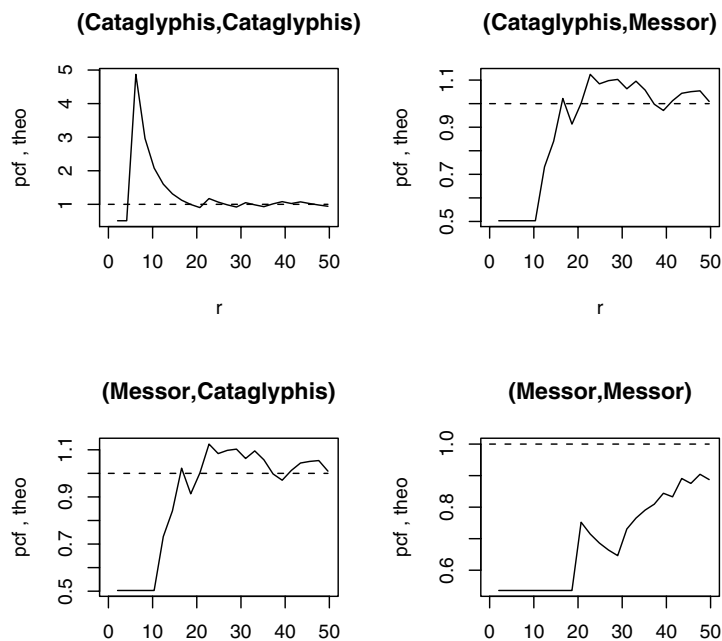 (Cataglyphis,Cataglyphis)
pcf , theo
5
4
3
2
1
0 10 20 30 40 50
r
(Cataglyphis,Messor)
pcf , theo
1.1
0.9
0.7
0.5
0 10 20 30 40 50
r
(Messor,Cataglyphis)
pcf , theo
1.1
0.9
0.7
0.5
0 10 20 30 40 50
(Messor,Messor)
pcf , theo
1.0
0.8
0.6
0 10 20 30 40 50